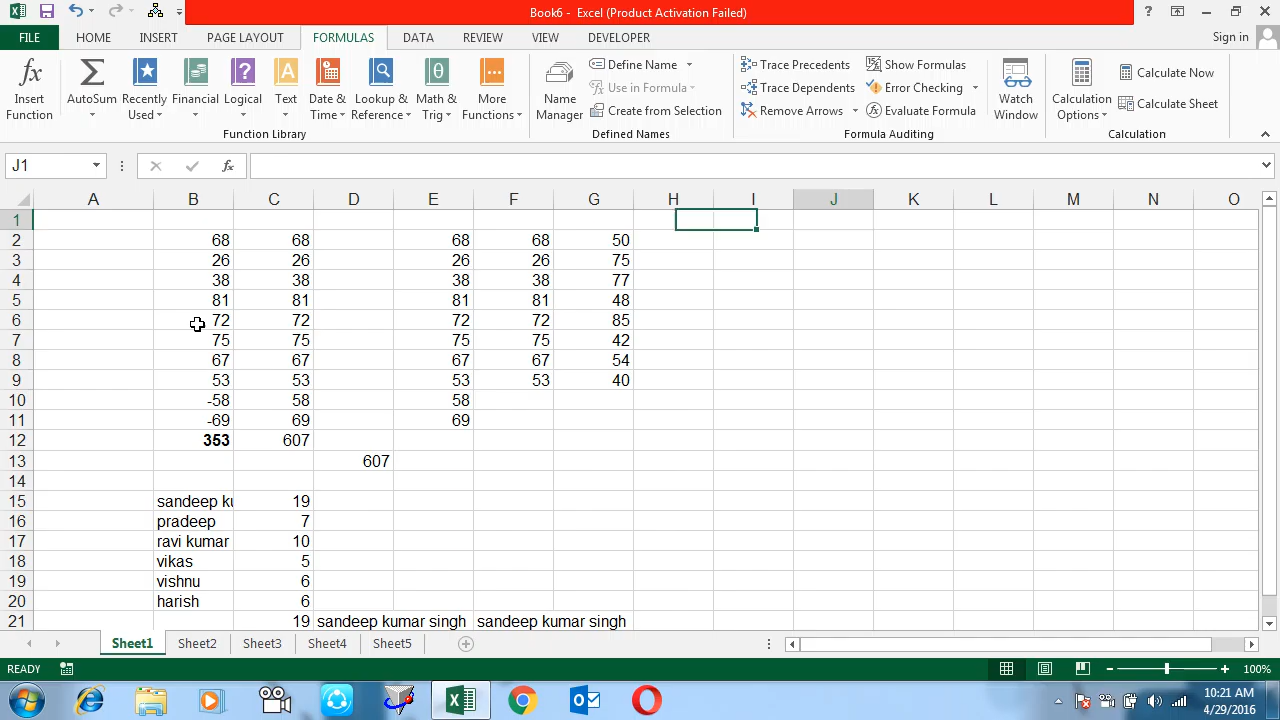 Book6 - Excel (Product Activation Failed)
Sign in
FILE HOME INSERT PAGE LAYOUT FORMULAS DATA REVIEW VIEW DEVELOPER
Insert Function
AutoSum
Recently Used
Financial
Logical
Text
Date & Time
Lookup & Reference
Math & Trig
More Functions
Function Library
Name Manager
Define Name
Use in Formula
Create from Selection
Defined Names
Trace Precedents
Trace Dependents
Remove Arrows
Show Formulas
Error Checking
Evaluate Formula
Formula Auditing
Watch Window
Calculation Options
Calculate Now
Calculate Sheet
Calculation
J1
fx
A B C D E F G H I J K L M N O
1
2 68 68 68 68 50
3 26 26 26 26 75
4 38 38 38 38 77
5 81 81 81 81 48
6 72 72 72 72 85
7 75 75 75 75 42
8 67 67 67 67 54
9 53 53 53 53 40
10 -58 58 58
11 -69 69 69
12 353 607
13 607
14
15 sandeep ku 19
16 pradeep 7
17 ravi kumar 10
18 vikas 5
19 vishnu 6
20 harish 6
21 19 sandeep kumar singh sandeep kumar singh
Sheet1 Sheet2 Sheet3 Sheet4 Sheet5
READY
100%
10:21 AM
4/29/2016